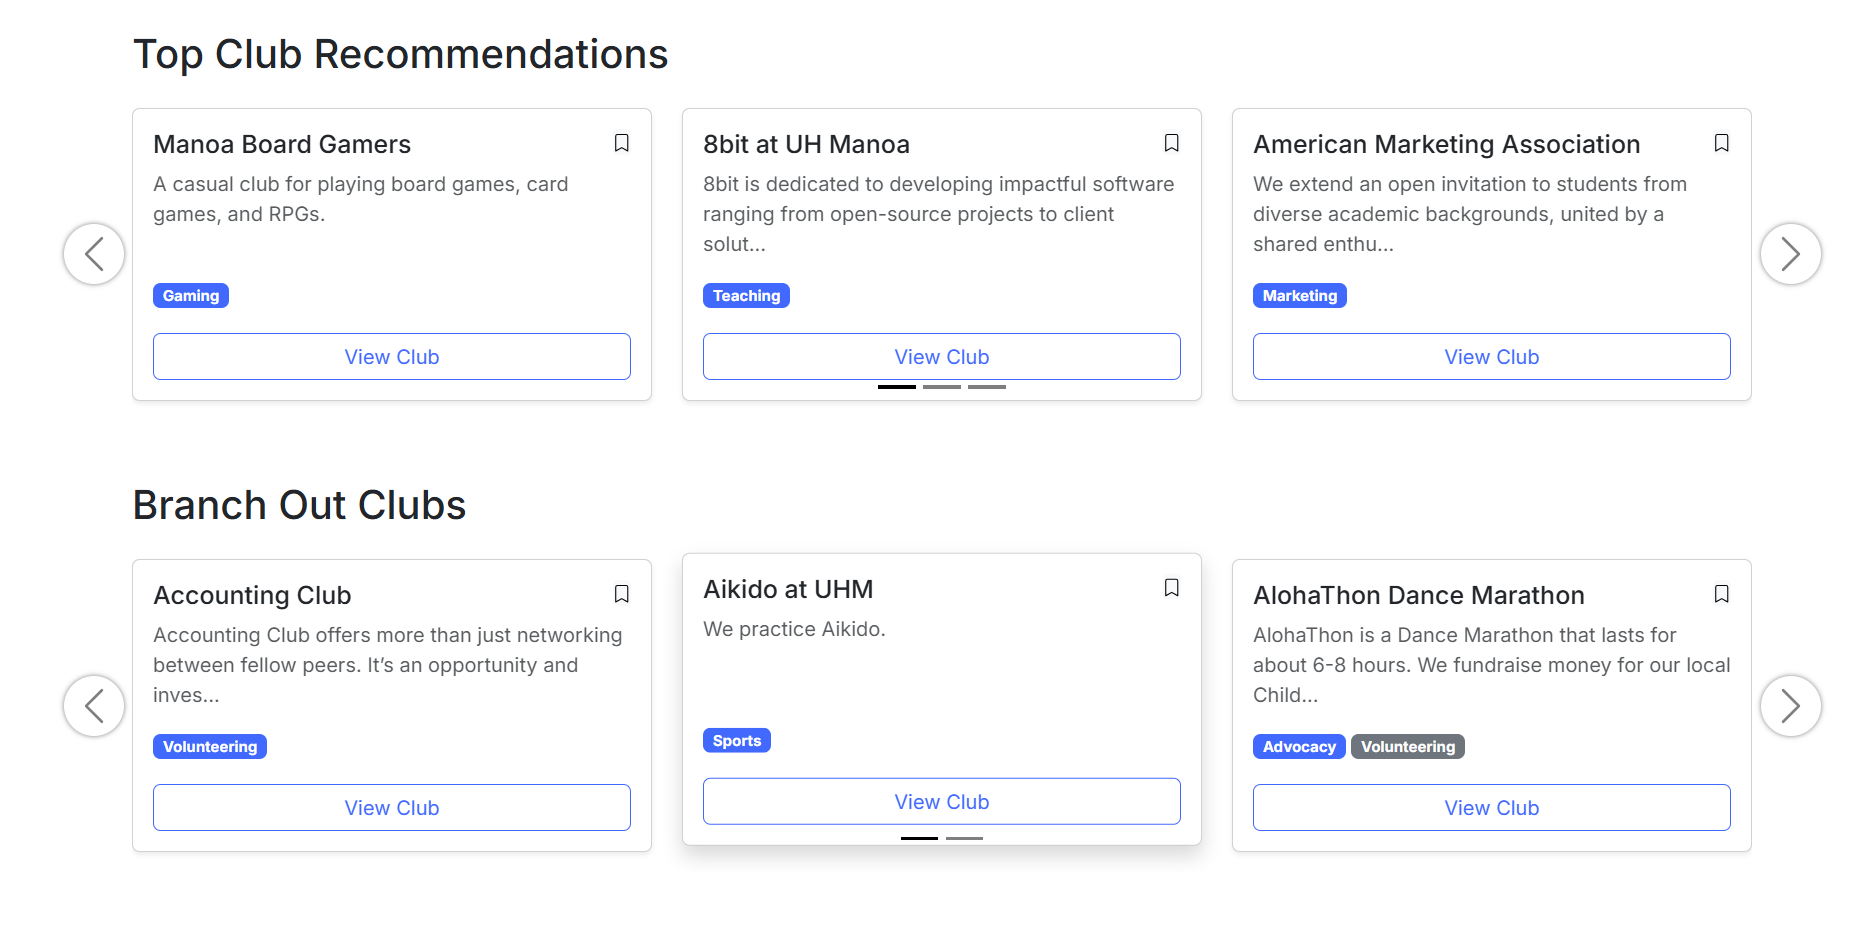 Top Club Recommendations
Manoa Board Gamers
A casual club for playing board games, card
games, and RPGs.
Gaming
View Club
8bit at UH Manoa
8bit is dedicated to developing impactful software
ranging from open-source projects to client
solut...
Teaching
View Club
American Marketing Association
We extend an open invitation to students from
diverse academic backgrounds, united by a
shared enthu...
Marketing
View Club
Branch Out Clubs
Accounting Club
Accounting Club offers more than just networking
between fellow peers. It’s an opportunity and
inves...
Volunteering
View Club
Aikido at UHM
We practice Aikido.
Sports
View Club
AlohaThon Dance Marathon
AlohaThon is a Dance Marathon that lasts for
about 6-8 hours. We fundraise money for our local
Child...
Advocacy Volunteering
View Club